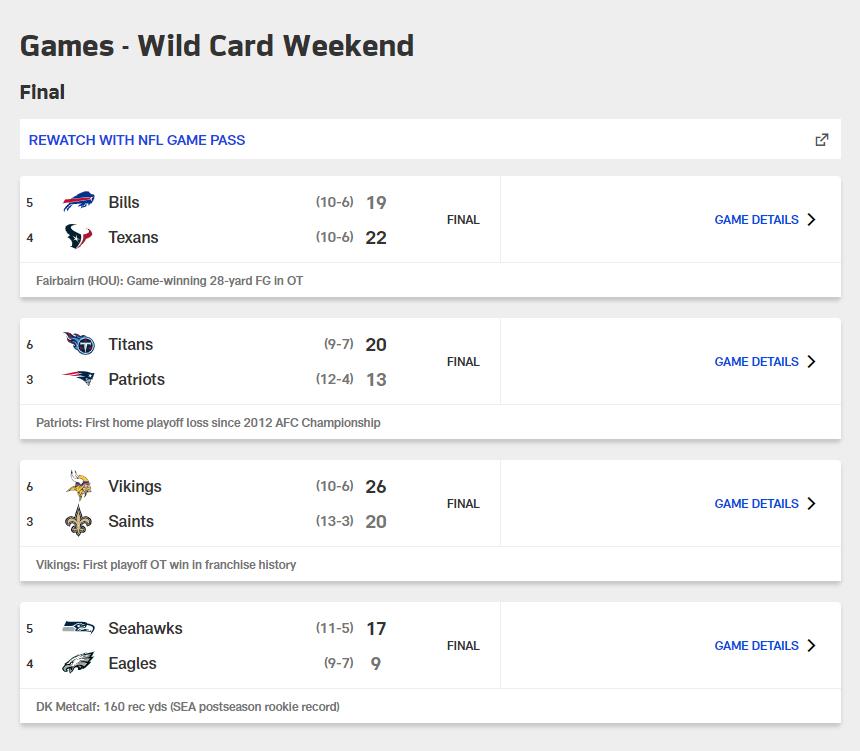 Games - Wild Card Weekend
Final
REWATCH WITH NFL GAME PASS
5 Bills (10-6) 19
FINAL GAME DETAILS
4 Texans (10-6) 22
Fairbairn (HOU): Game-winning 28-yard FG in OT
6 Titans (9-7) 20
FINAL GAME DETAILS
3 Patriots (12-4) 13
Patriots: First home playoff loss since 2012 AFC Championship
6 Vikings (10-6) 26
FINAL GAME DETAILS
3 Saints (13-3) 20
Vikings: First playoff OT win in franchise history
5 Seahawks (11-5) 17
FINAL GAME DETAILS
4 Eagles (9-7) 9
DK Metcalf: 160 rec yds (SEA postseason rookie record)